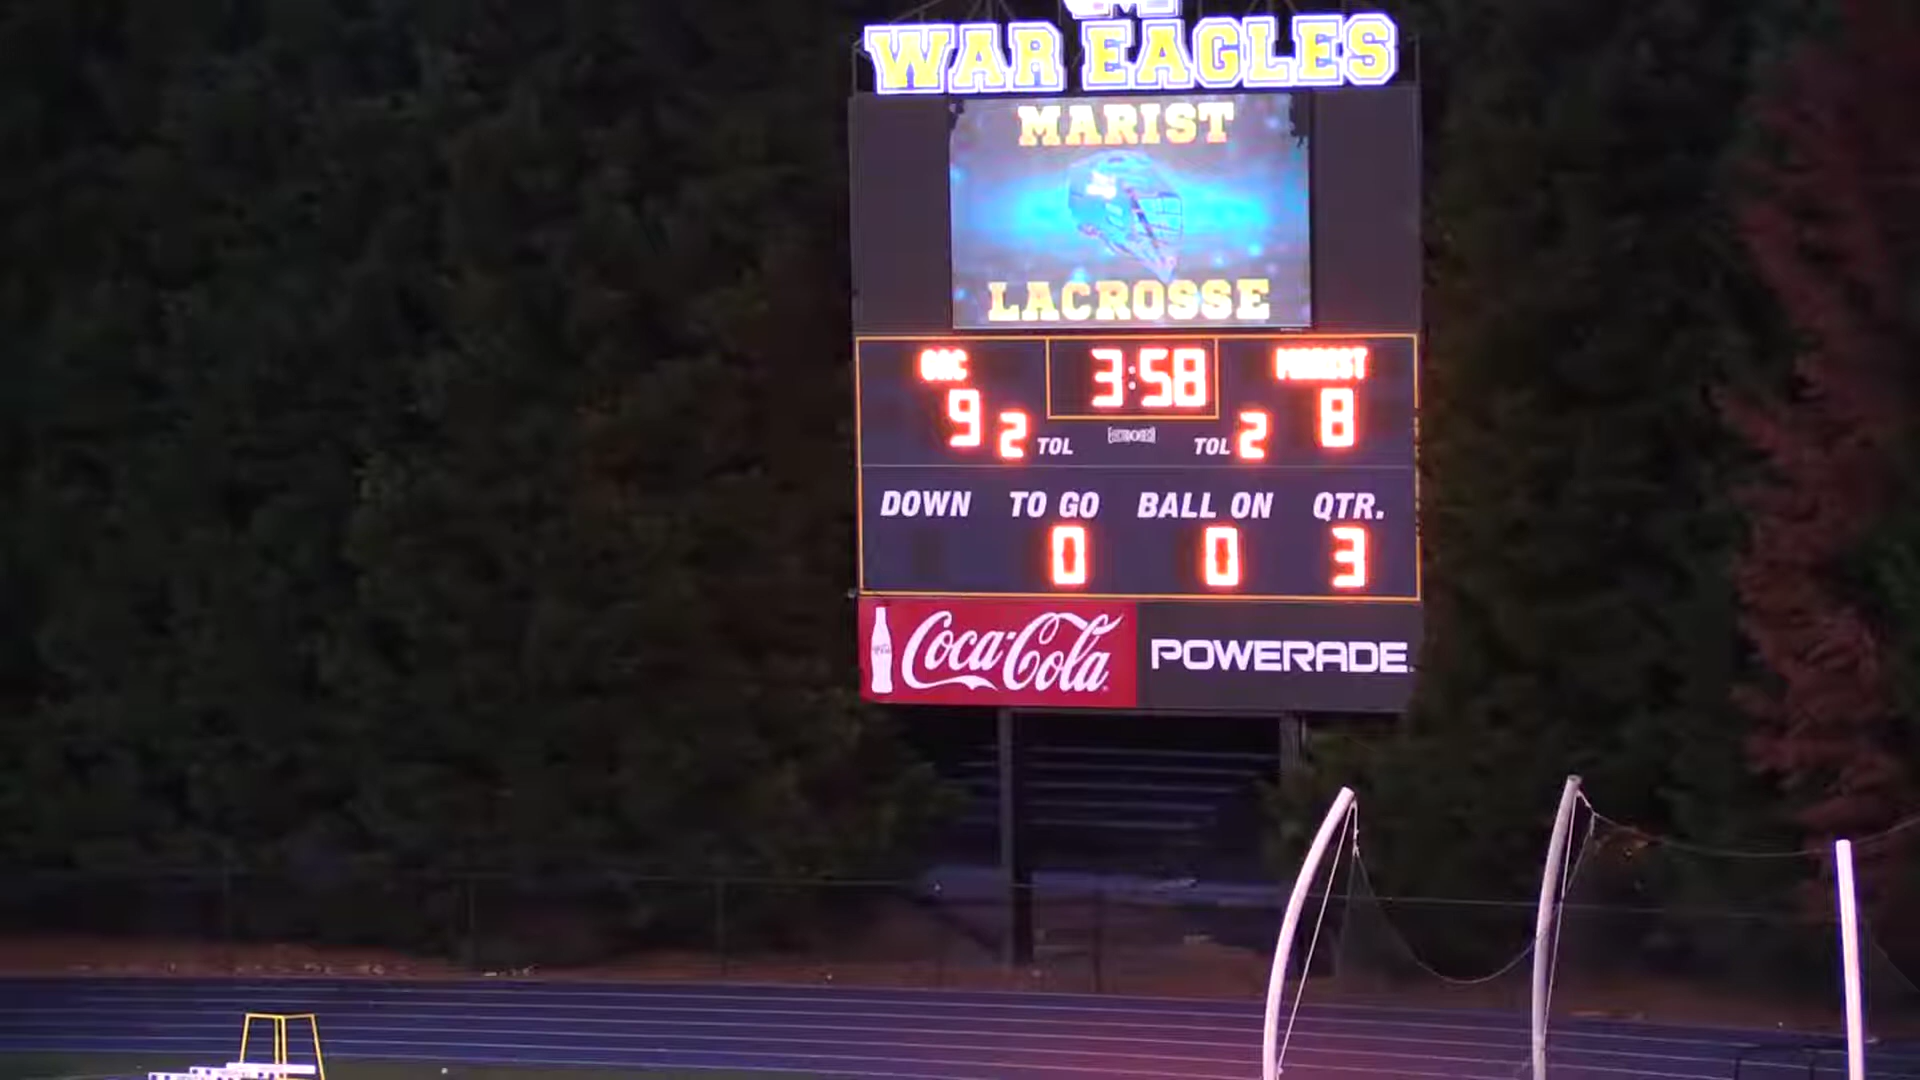 WAR EAGLES
MARIST
LACROSSE
3:58
MARIST
9 2 TOL TOL 2 8
DOWN TO GO BALL ON QTR.
0 0 3
Coca-Cola POWERADE